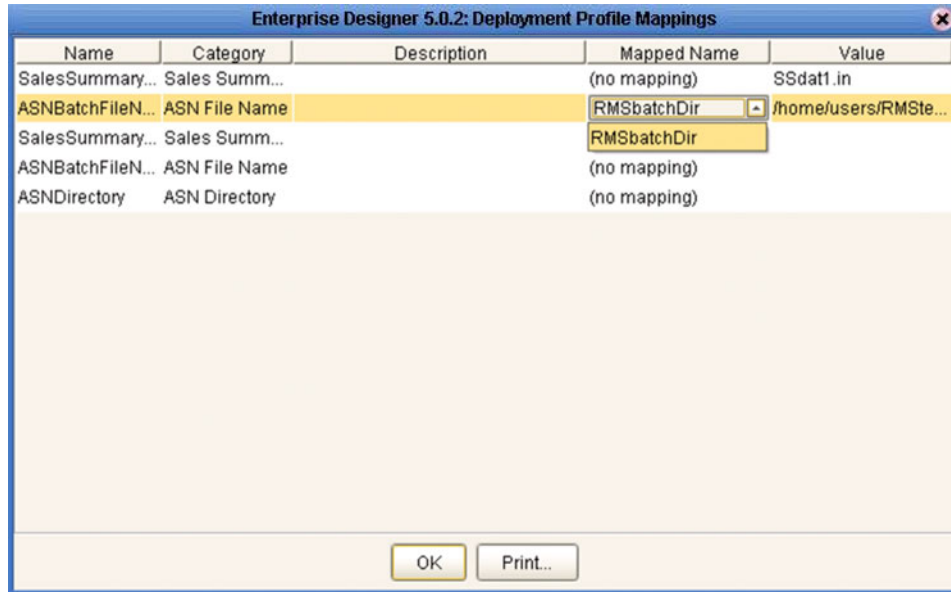 Enterprise Designer 5.0.2: Deployment Profile Mappings
Name Category Description Mapped Name Value
SalesSummary... Sales Summ... (no mapping) SSdat1.in
ASNBatchFileN... ASN File Name RMSbatchDir /home/users/RMSte...
SalesSummary... Sales Summ... RMSbatchDir
ASNBatchFileN... ASN File Name (no mapping)
ASNDirectory ASN Directory (no mapping)
OK Print...